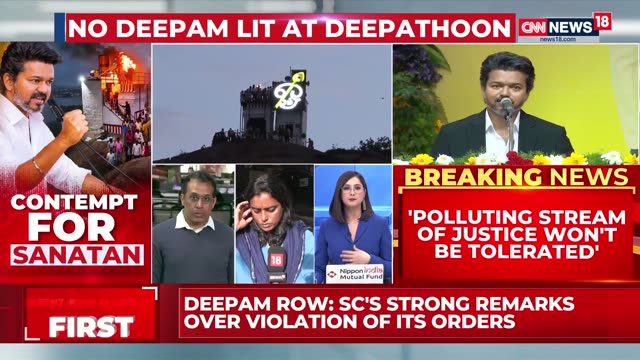 NO DEEPAM LIT AT DEEPATHOON
CNN NEWS 18
news18.com
CONTEMPT
FOR
SANATAN
18
Nippon india
Mutual Fund
BREAKING NEWS
'POLLUTING STREAM
OF JUSTICE WON'T
BE TOLERATED'
FIRST
DEEPAM ROW: SC'S STRONG REMARKS
OVER VIOLATION OF ITS ORDERS